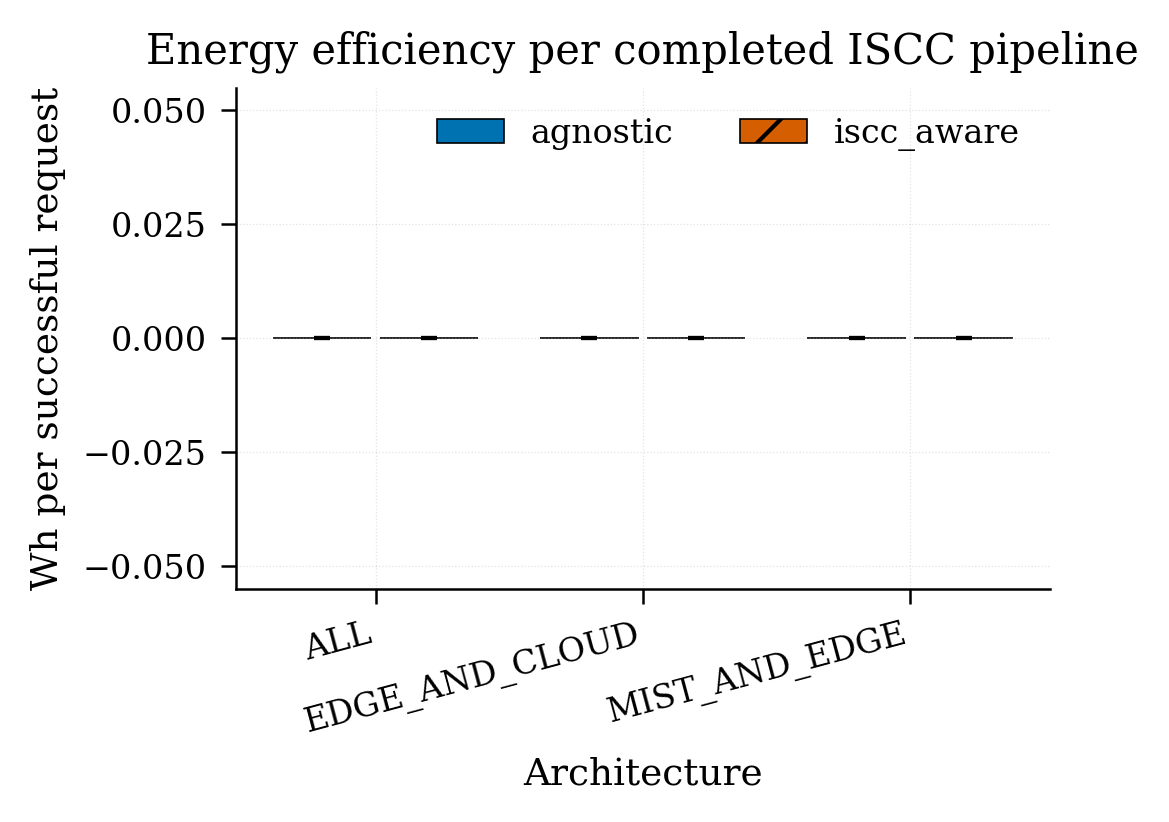 Energy efficiency per completed ISCC pipeline
agnostic
iscc_aware
Wh per successful request
0.050
0.025
0.000
−0.025
−0.050
ALL
EDGE_AND_CLOUD
MIST_AND_EDGE
Architecture